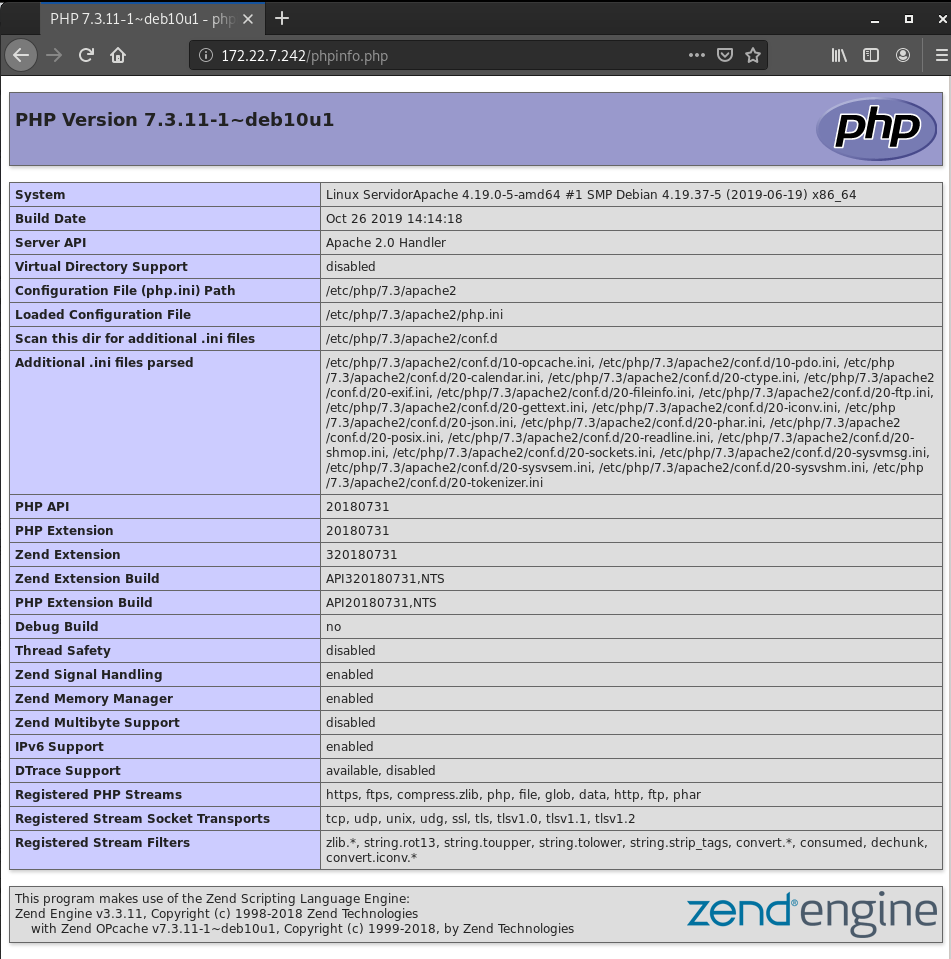 PHP 7.3.11-1~deb10u1 - php
172.22.7.242/phpinfo.php
PHP Version 7.3.11-1~deb10u1
php
System Linux ServidorApache 4.19.0-5-amd64 #1 SMP Debian 4.19.37-5 (2019-06-19) x86_64
Build Date Oct 26 2019 14:14:18
Server API Apache 2.0 Handler
Virtual Directory Support disabled
Configuration File (php.ini) Path /etc/php/7.3/apache2
Loaded Configuration File /etc/php/7.3/apache2/php.ini
Scan this dir for additional .ini files /etc/php/7.3/apache2/conf.d
Additional .ini files parsed /etc/php/7.3/apache2/conf.d/10-opcache.ini, /etc/php/7.3/apache2/conf.d/10-pdo.ini, /etc/php
/7.3/apache2/conf.d/20-calendar.ini, /etc/php/7.3/apache2/conf.d/20-ctype.ini, /etc/php/7.3/apache2
/conf.d/20-exif.ini, /etc/php/7.3/apache2/conf.d/20-fileinfo.ini, /etc/php/7.3/apache2/conf.d/20-ftp.ini,
/etc/php/7.3/apache2/conf.d/20-gettext.ini, /etc/php/7.3/apache2/conf.d/20-iconv.ini, /etc/php
/7.3/apache2/conf.d/20-json.ini, /etc/php/7.3/apache2/conf.d/20-phar.ini, /etc/php/7.3/apache2
/conf.d/20-posix.ini, /etc/php/7.3/apache2/conf.d/20-readline.ini, /etc/php/7.3/apache2/conf.d/20-
shmop.ini, /etc/php/7.3/apache2/conf.d/20-sockets.ini, /etc/php/7.3/apache2/conf.d/20-sysvmsg.ini,
/etc/php/7.3/apache2/conf.d/20-sysvsem.ini, /etc/php/7.3/apache2/conf.d/20-sysvshm.ini, /etc/php
/7.3/apache2/conf.d/20-tokenizer.ini
PHP API 20180731
PHP Extension 20180731
Zend Extension 320180731
Zend Extension Build API320180731,NTS
PHP Extension Build API20180731,NTS
Debug Build no
Thread Safety disabled
Zend Signal Handling enabled
Zend Memory Manager enabled
Zend Multibyte Support disabled
IPv6 Support enabled
DTrace Support available, disabled
Registered PHP Streams https, ftps, compress.zlib, php, file, glob, data, http, ftp, phar
Registered Stream Socket Transports tcp, udp, unix, udg, ssl, tls, tlsv1.0, tlsv1.1, tlsv1.2
Registered Stream Filters zlib.*, string.rot13, string.toupper, string.tolower, string.strip_tags, convert.*, consumed, dechunk,
convert.iconv.*
This program makes use of the Zend Scripting Language Engine:
Zend Engine v3.3.11, Copyright (c) 1998-2018 Zend Technologies
with Zend OPcache v7.3.11-1~deb10u1, Copyright (c) 1999-2018, by Zend Technologies
zend® engine